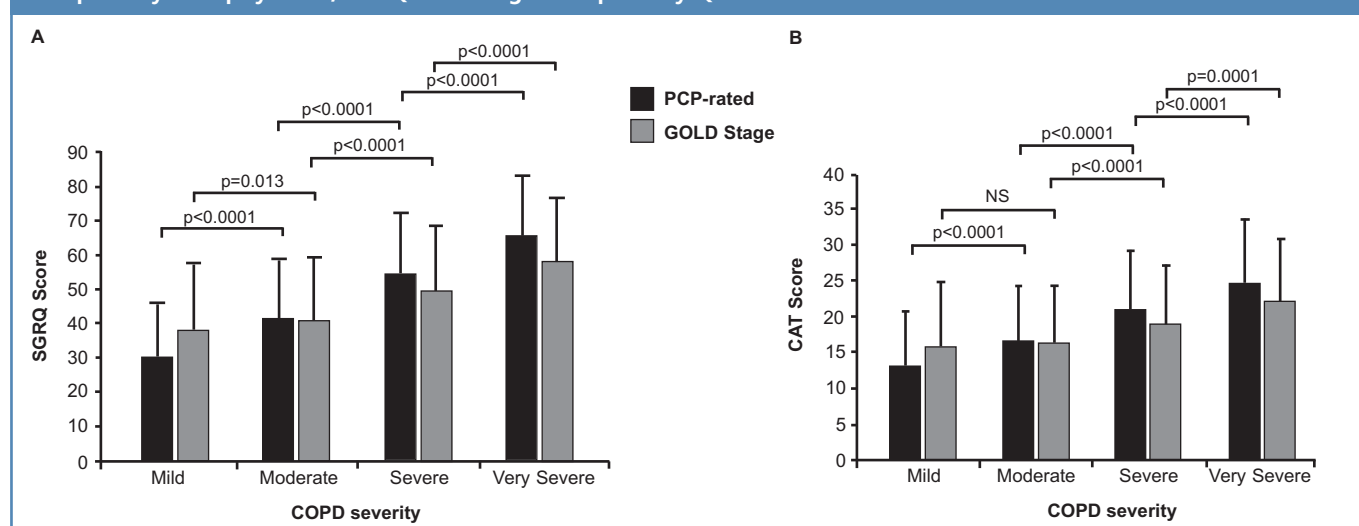 A
p<0.0001
p<0.0001
p<0.0001
p<0.0001
p=0.013
p<0.0001
90
80
70
60
50
40
30
20
10
0
SGRQ Score
Mild Moderate Severe Very Severe
COPD severity
PCP-rated
GOLD Stage
B
p=0.0001
p<0.0001
p<0.0001
p<0.0001
NS
p<0.0001
40
35
30
25
20
15
10
5
0
CAT Score
Mild Moderate Severe Very Severe
COPD severity